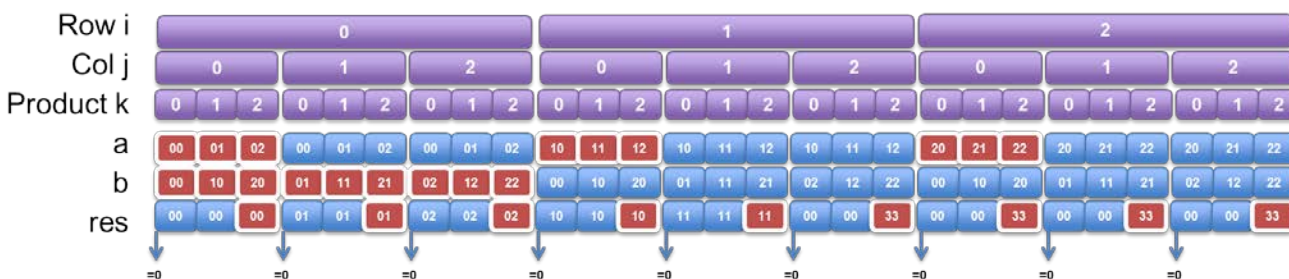 Row i 0 1 2
Col j 0 1 2 0 1 2 0 1 2
Product k 0 1 2 0 1 2 0 1 2 0 1 2 0 1 2 0 1 2 0 1 2 0 1 2 0 1 2
a 00 01 02 00 01 02 00 01 02 10 11 12 10 11 12 10 11 12 20 21 22 20 21 22 20 21 22
b 00 10 20 01 11 21 02 12 22 00 10 20 01 11 21 02 12 22 00 10 20 01 11 21 02 12 22
res 00 00 00 01 01 01 02 02 02 10 10 10 11 11 11 00 00 33 00 00 33 00 00 33 00 00 33
=0 =0 =0 =0 =0 =0 =0 =0 =0